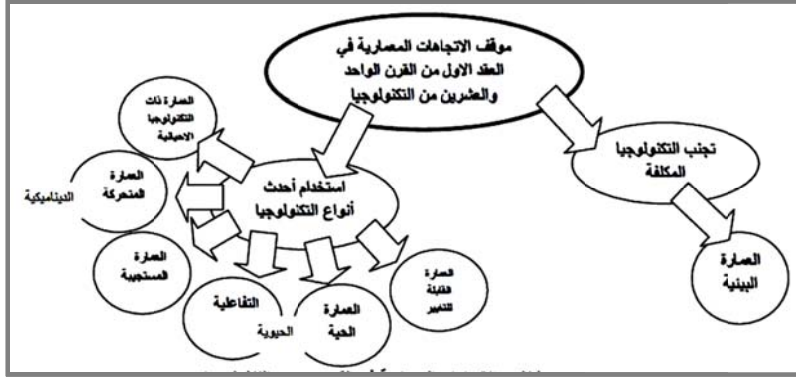 موقف الاتجاهات المعمارية في
العقد الاول من القرن الواحد
والعشرين من التكنولوجيا
تجنب التكنولوجيا
المكلفة
العمارة
البيئية
استخدام أحدث
أنواع التكنولوجيا
العمارة ذات
التكنولوجيا
الاحيائية
العمارة
المتحركة
الديناميكية
العمارة
المستجيبة
التفاعلية
العمارة
الحية
الحيوية
العمارة
القابلة
للتغيير